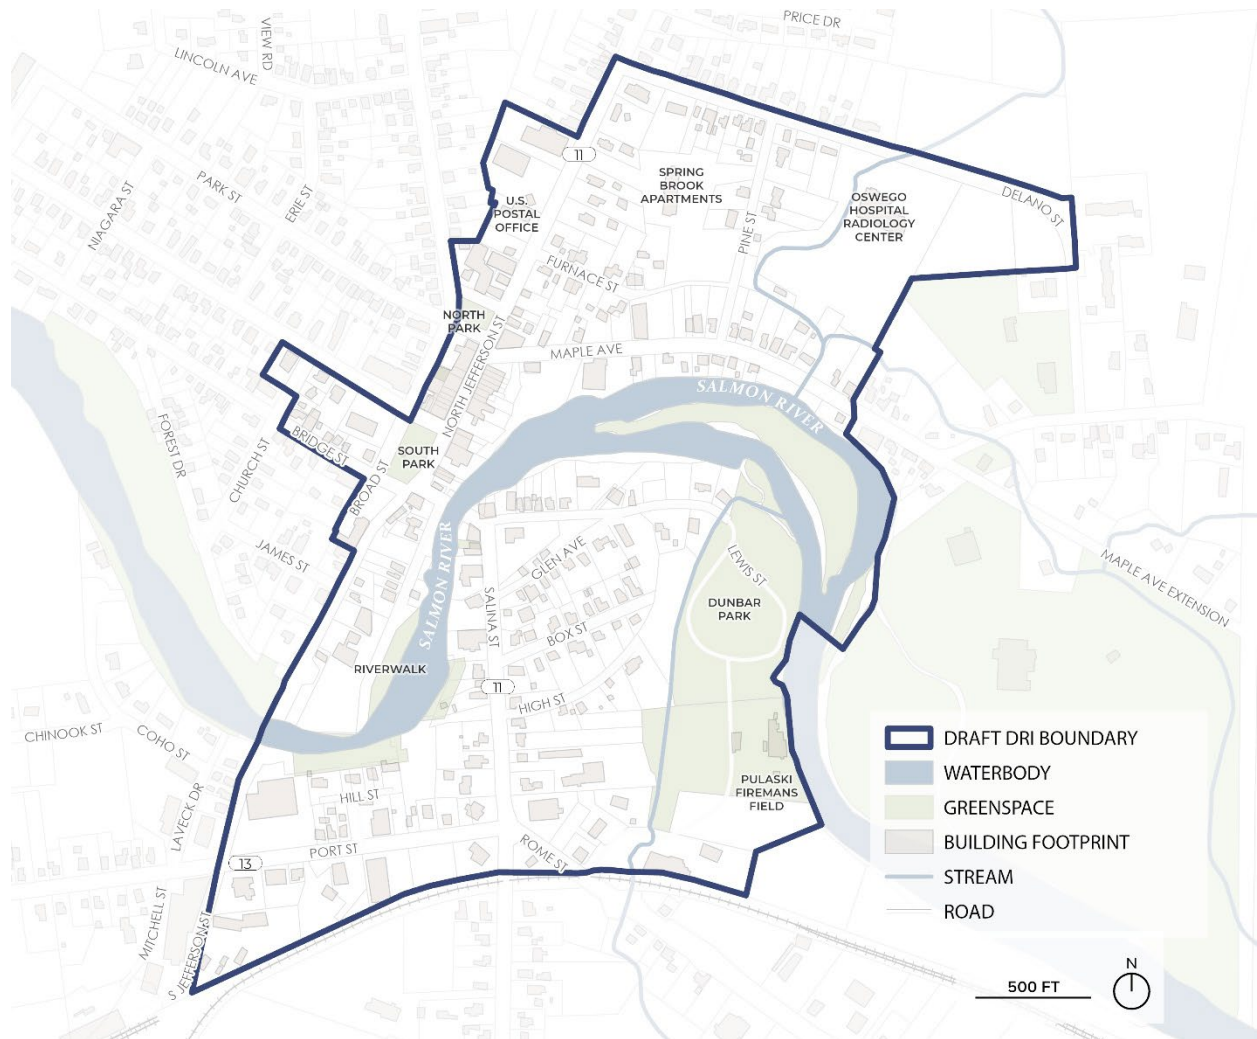 PRICE DR
VIEW RD
LINCOLN AVE
11
SPRING
BROOK
APARTMENTS
PARK ST
ERIE ST
NIAGARA ST
U.S.
POSTAL
OFFICE
OSWEGO
HOSPITAL
RADIOLOGY
CENTER
DELANO ST
PINE ST
FURNACE ST
NORTH
PARK
NORTH JEFFERSON ST
MAPLE AVE
SALMON RIVER
FOREST DR
CHURCH ST
BRIDGE ST
SOUTH
PARK
BROAD ST
JAMES ST
SALMON RIVER
GLEN AVE
LEWIS ST
MAPLE AVE EXTENSION
SALINA ST
DUNBAR
PARK
BOX ST
RIVERWALK
11
HIGH ST
CHINOOK ST
COHO ST
LAVECK DR
HILL ST
PULASKI
FIREMANS
FIELD
PORT ST
ROME ST
13
MITCHELL ST
S JEFFERSON ST
DRAFT DRI BOUNDARY
WATERBODY
GREENSPACE
BUILDING FOOTPRINT
STREAM
ROAD
500 FT
N